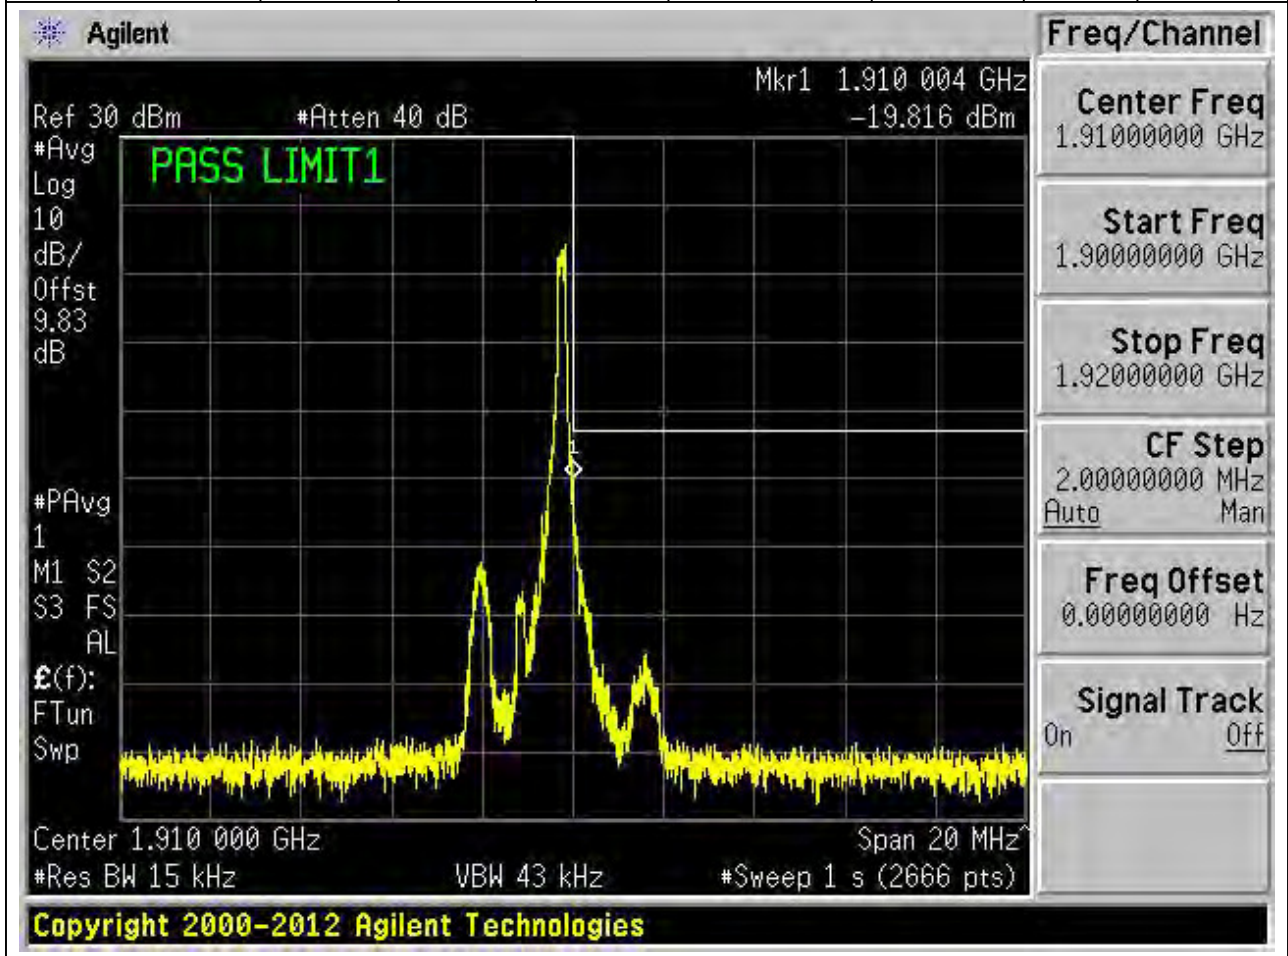 Agilent
Freq/Channel
Mkr1 1.910 004 GHz
Ref 30 dBm #Atten 40 dB -19.816 dBm
#Avg
Log
10
dB/
Offst
9.83
dB
PASS LIMIT1
1
#PAvg
1
M1 S2
S3 FS
AL
£(f):
FTun
Swp
Center 1.910 000 GHz Span 20 MHz^
#Res BW 15 kHz VBW 43 kHz #Sweep 1 s (2666 pts)
Center Freq
1.91000000 GHz
Start Freq
1.90000000 GHz
Stop Freq
1.92000000 GHz
CF Step
2.00000000 MHz
Auto Man
Freq Offset
0.00000000 Hz
Signal Track
On Off
Copyright 2000-2012 Agilent Technologies